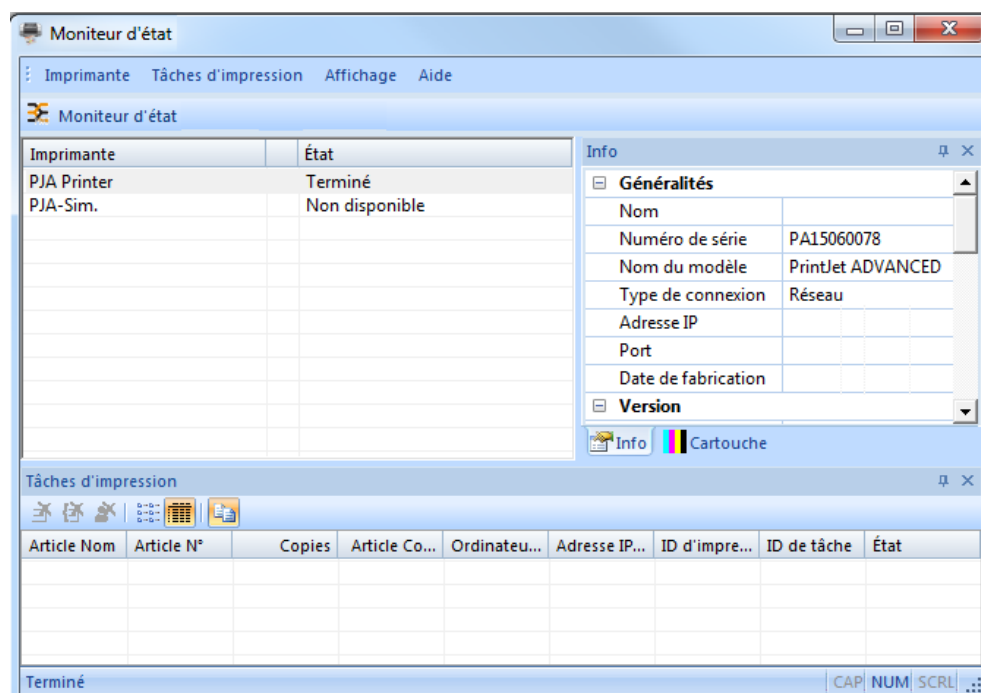 Moniteur d'état
Imprimante Tâches d'impression Affichage Aide
Moniteur d'état
Imprimante État
PJA Printer Terminé
PJA-Sim. Non disponible
Info
Généralités
Nom
Numéro de série PA15060078
Nom du modèle PrintJet ADVANCED
Type de connexion Réseau
Adresse IP
Port
Date de fabrication
Version
Info Cartouche
Tâches d'impression
Article Nom Article N° Copies Article Co... Ordinateu... Adresse IP... ID d'impre... ID de tâche État
Terminé CAP NUM SCRL